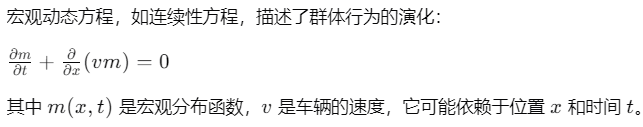 宏观动态方程，如连续性方程，描述了群体行为的演化：
∂m/∂t + ∂/∂x (vm) = 0
其中 m(x, t) 是宏观分布函数，v 是车辆的速度，它可能依赖于位置 x 和时间 t。